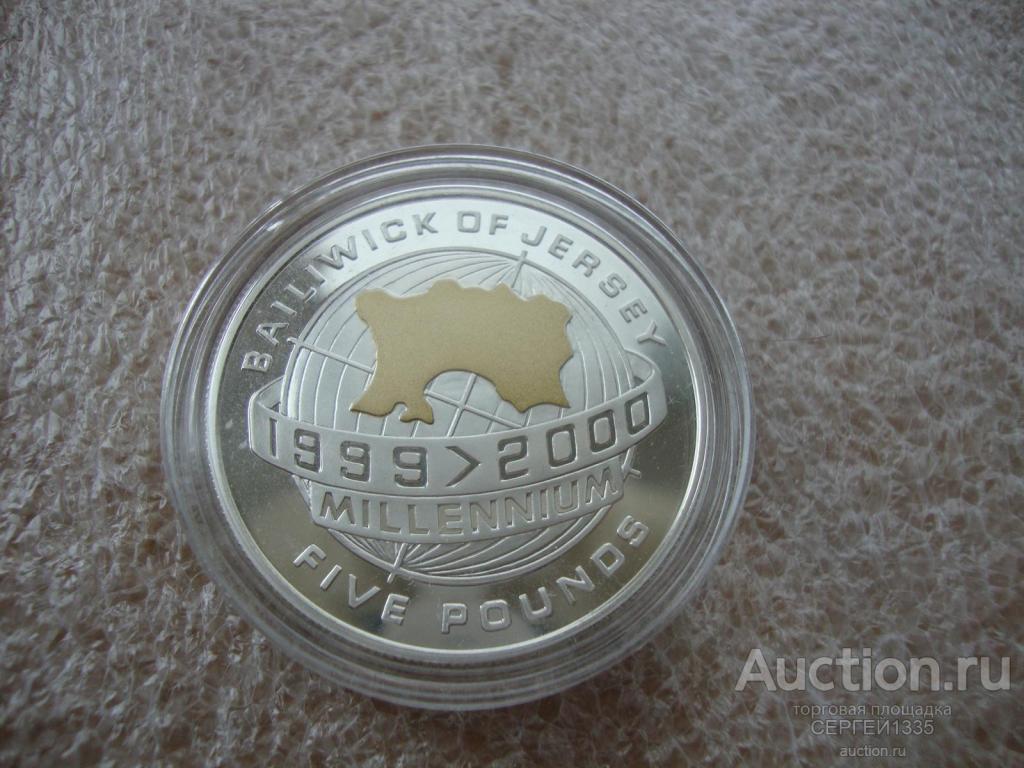 BAILIWICK OF JERSEY
1999>2000
MILLENNIUM
FIVE POUNDS
Auction.ru
торговая площадка
СЕРГЕЙ1335
auction.ru